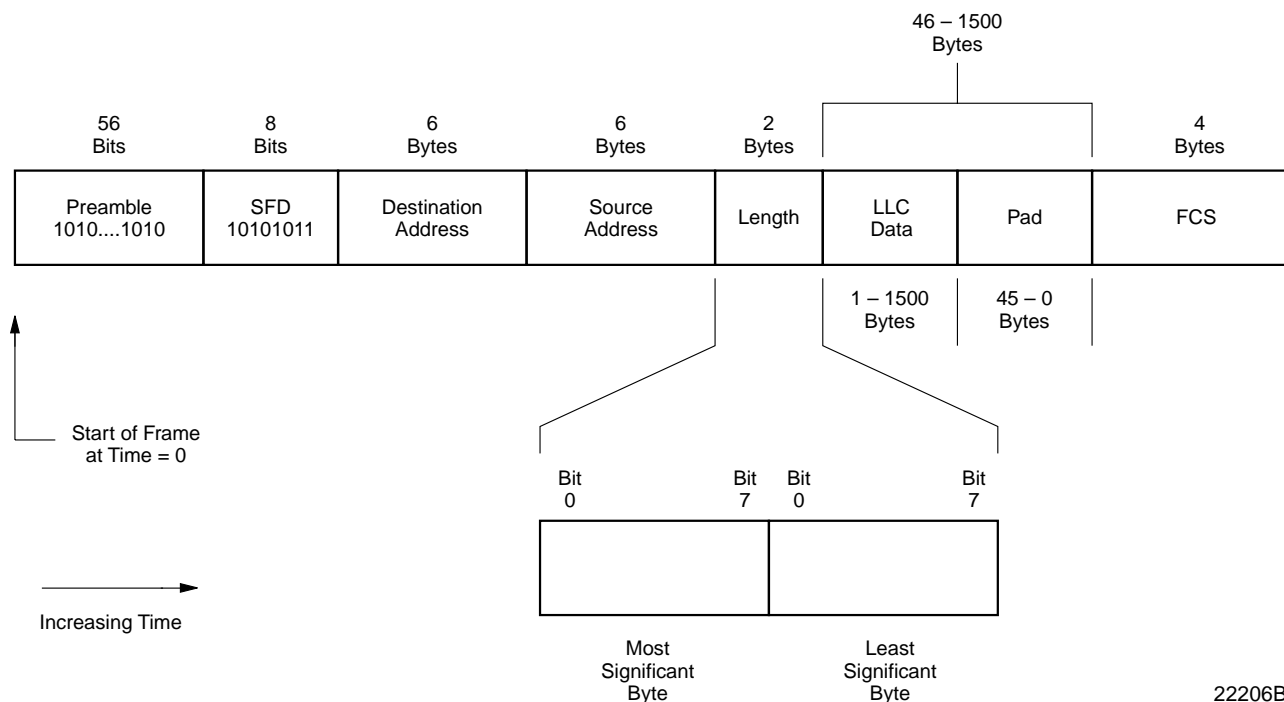 46 – 1500
Bytes
56
Bits
8
Bits
6
Bytes
6
Bytes
2
Bytes
4
Bytes
Preamble
1010....1010
SFD
10101011
Destination
Address
Source
Address
Length
LLC
Data
Pad
FCS
1 – 1500
Bytes
45 – 0
Bytes
Start of Frame
at Time = 0
Bit
0
Bit
7
Bit
0
Bit
7
Increasing Time
Most
Significant
Byte
Least
Significant
Byte
22206B